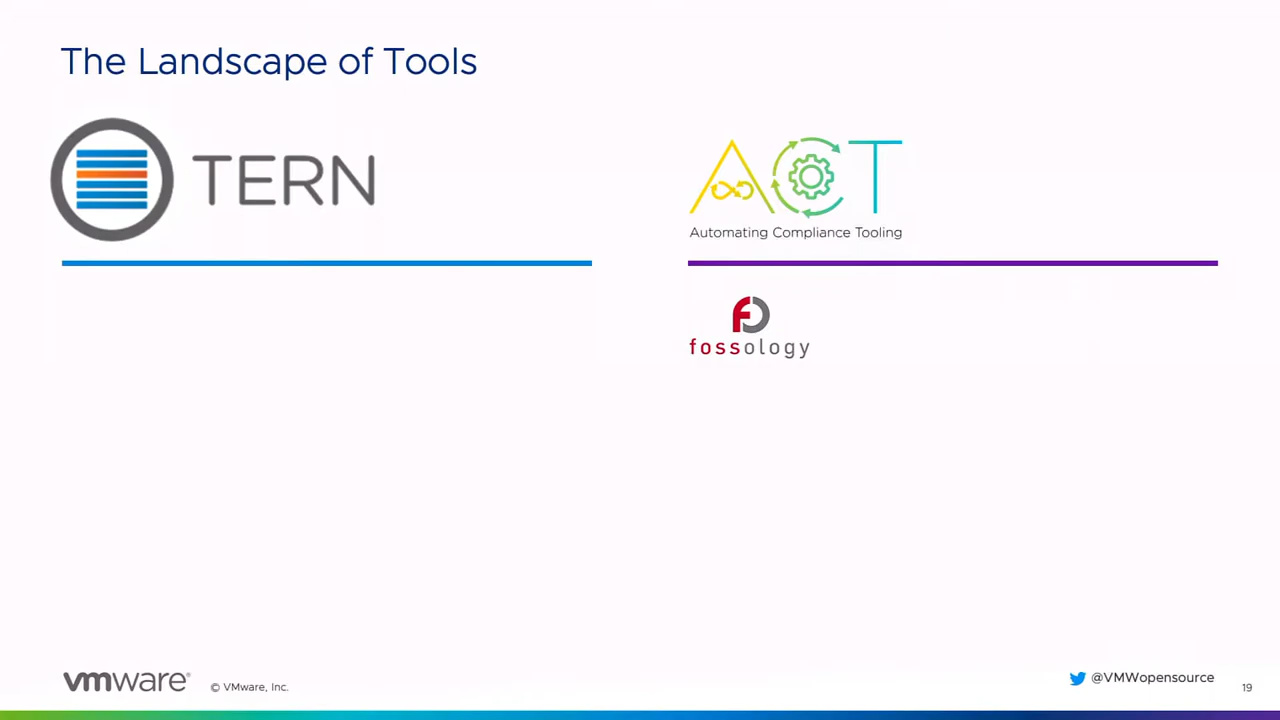 The Landscape of Tools
TERN
ACT
Automating Compliance Tooling
fossology
vmware®
© VMware, Inc.
@VMWopensource
19